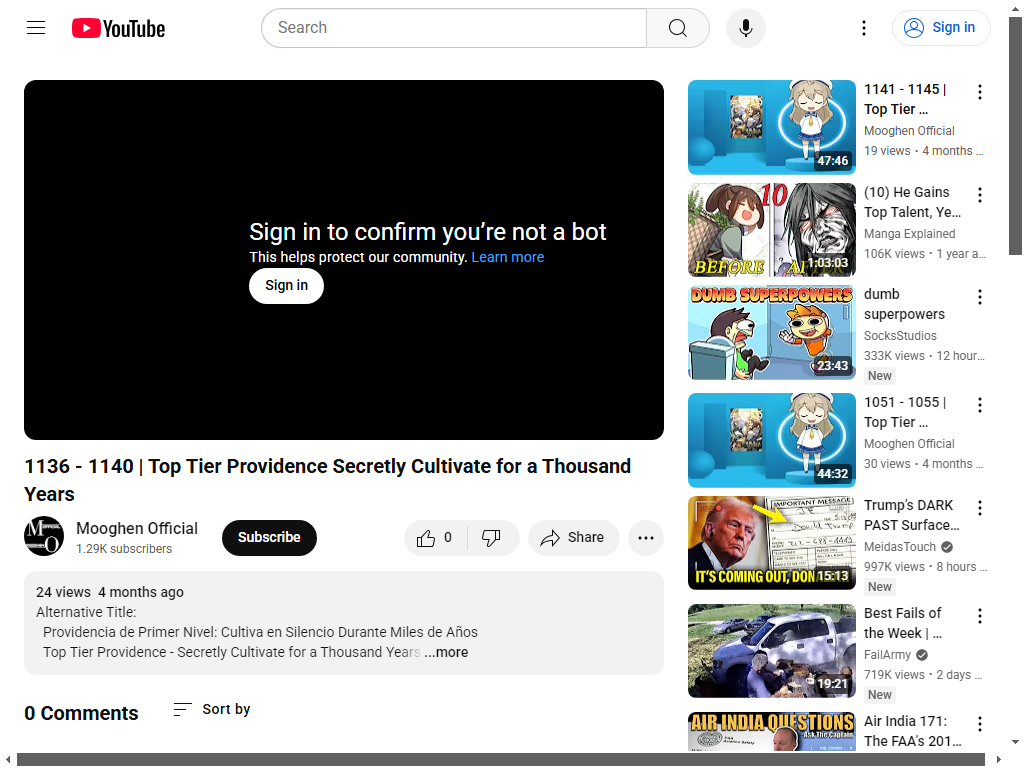 YouTube
Search
Sign in
Sign in to confirm you’re not a bot
This helps protect our community. Learn more
Sign in
1136 - 1140 | Top Tier Providence Secretly Cultivate for a Thousand
Years
Mooghen Official
1.29K subscribers
Subscribe
0
Share
24 views 4 months ago
Alternative Title:
Providencia de Primer Nivel: Cultiva en Silencio Durante Miles de Años
Top Tier Providence - Secretly Cultivate for a Thousand Years ...more
0 Comments
Sort by
47:46
1141 - 1145 |
Top Tier ...
Mooghen Official
19 views • 4 months ...
10
BEFORE
AFTER
1:03:03
(10) He Gains
Top Talent, Ye...
Manga Explained
106K views • 1 year a...
DUMB SUPERPOWERS
23:43
dumb
superpowers
SocksStudios
333K views • 12 hour...
New
44:32
1051 - 1055 |
Top Tier ...
Mooghen Official
30 views • 4 months ...
IMPORTANT MESSAGE
Donald Trump
IT'S COMING OUT, DON
15:13
Trump’s DARK
PAST Surface...
MeidasTouch
997K views • 8 hours ...
New
19:21
Best Fails of
the Week | ...
FailArmy
719K views • 2 days ...
New
AIR INDIA QUESTIONS
Ask The Captain
Air India 171:
The FAA's 201...